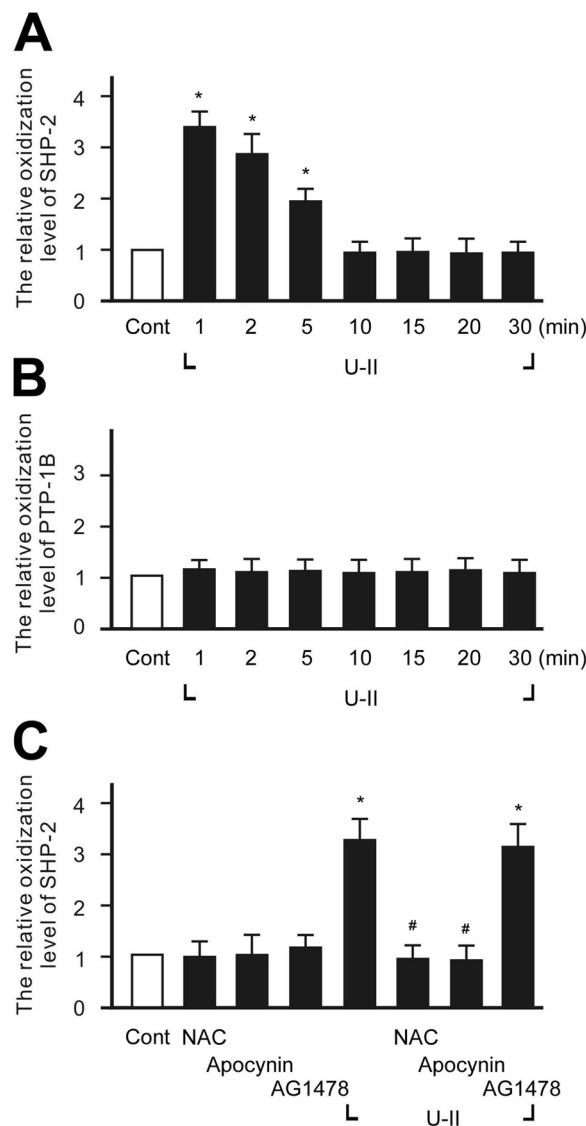 A
The relative oxidization
level of SHP-2
4
*
3
*
2
*
1
0
Cont 1 2 5 10 15 20 30 (min)
U-II
B
The relative oxidization
level of PTP-1B
3
2
1
0
Cont 1 2 5 10 15 20 30 (min)
U-II
C
The relative oxidization
level of SHP-2
4
* *
3
2
# #
1
0
Cont NAC NAC
Apocynin Apocynin
AG1478 AG1478
U-II